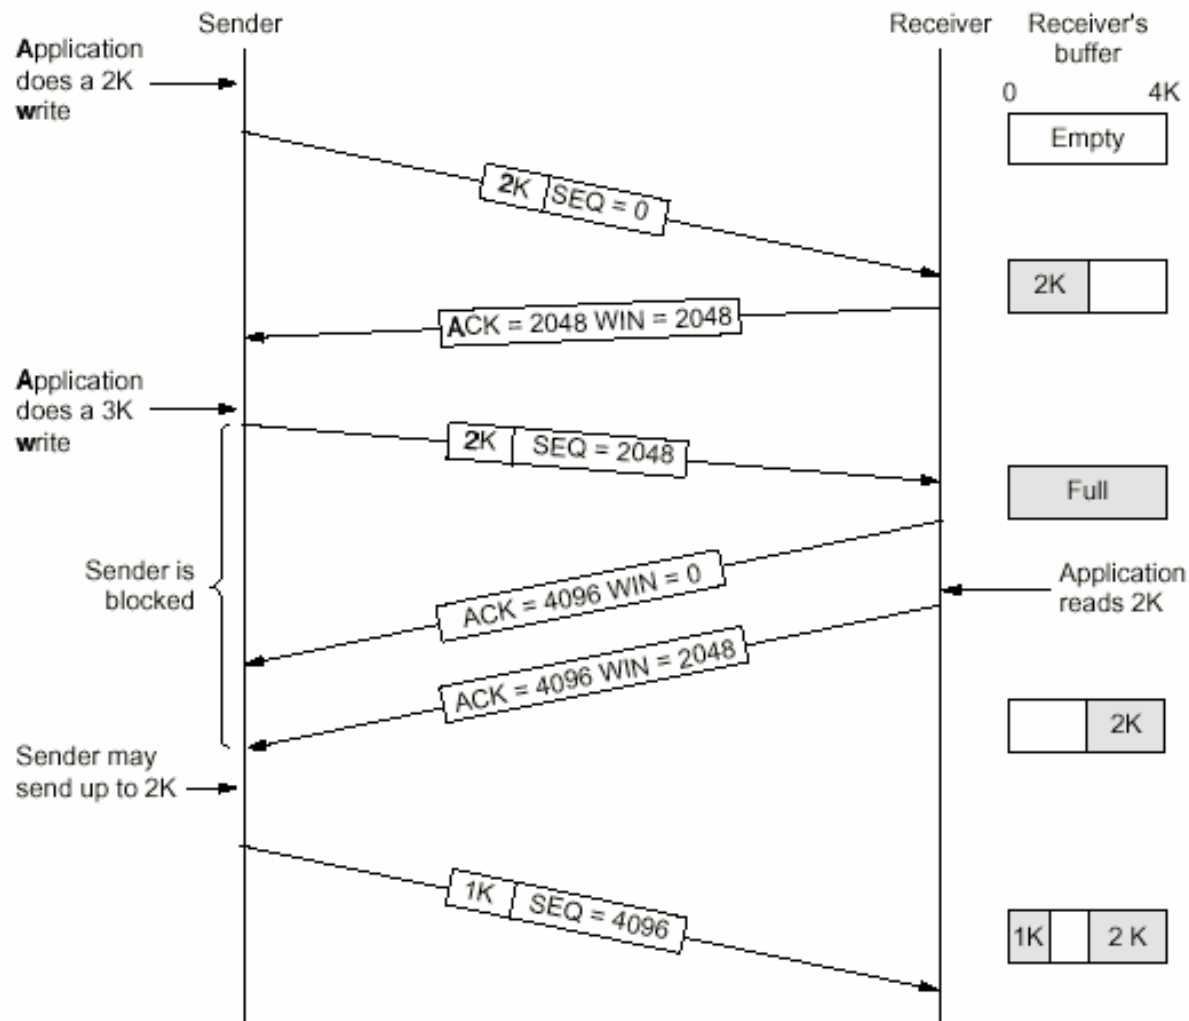 Sender
Receiver
Receiver's
buffer
Application
does a 2K
write
0 4K
Empty
2K SEQ = 0
2K
ACK = 2048 WIN = 2048
Application
does a 3K
write
2K SEQ = 2048
Full
Sender is
blocked
ACK = 4096 WIN = 0
Application
reads 2K
ACK = 4096 WIN = 2048
2K
Sender may
send up to 2K
1K SEQ = 4096
1K 2 K